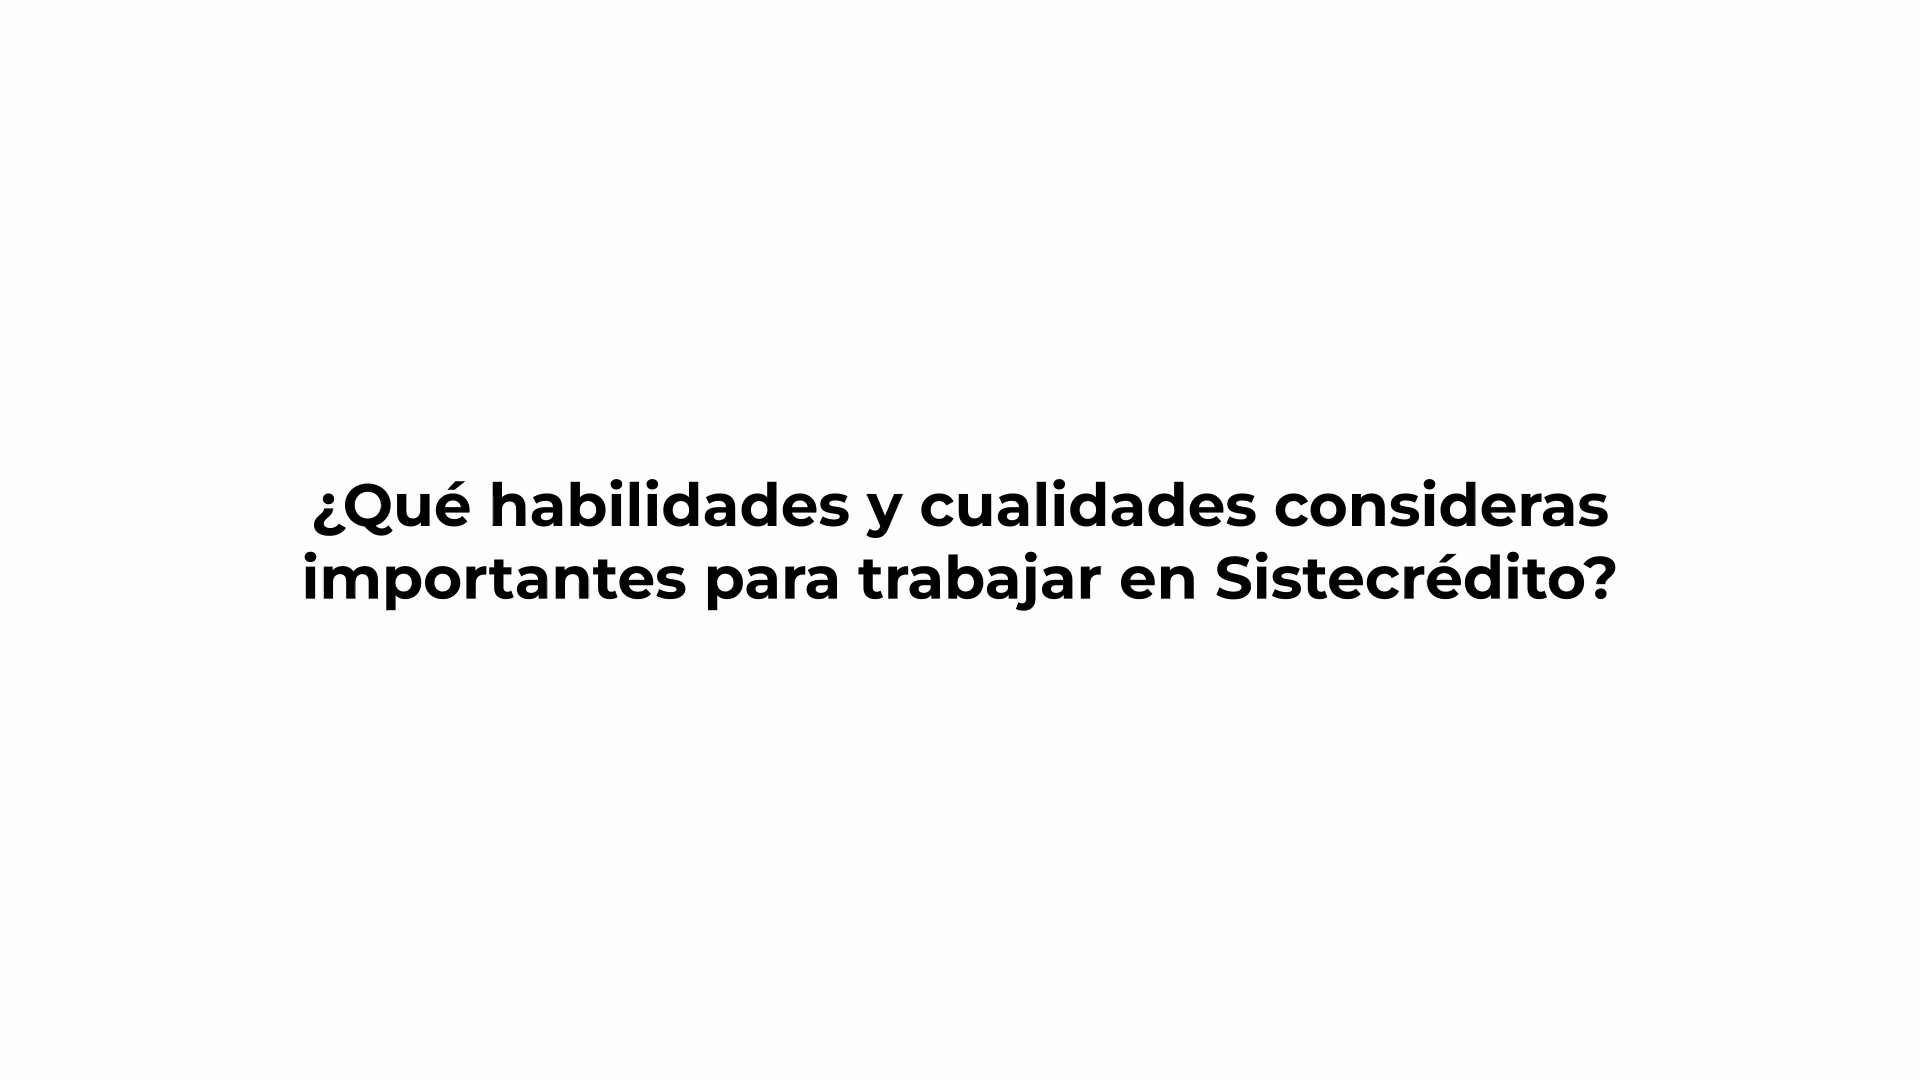 ¿Qué habilidades y cualidades consideras
importantes para trabajar en Sistecrédito?